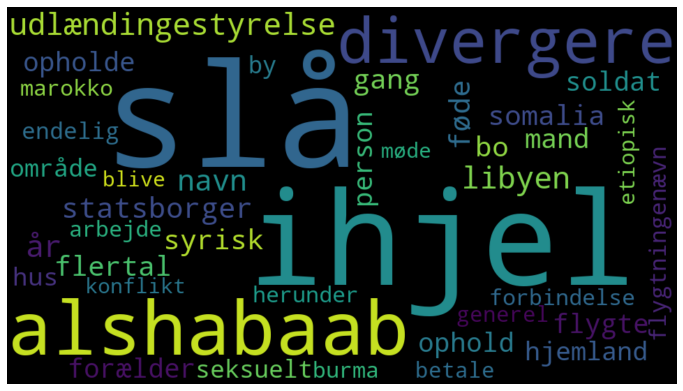 udlændingestyrelse
divergere
opholde
by
gang
soldat
marokko
slå
føde
somalia
etiopisk
endelig
person
mand
møde
bo
område
blive
navn
libyen
flygtningenævn
statsborger
ihjel
arbejde
år
syrisk
flertal
hus
konflikt
herunder
forbindelse
alshabaab
generel
flygte
ophold
hjemland
forælder
seksuelt
burma
betale